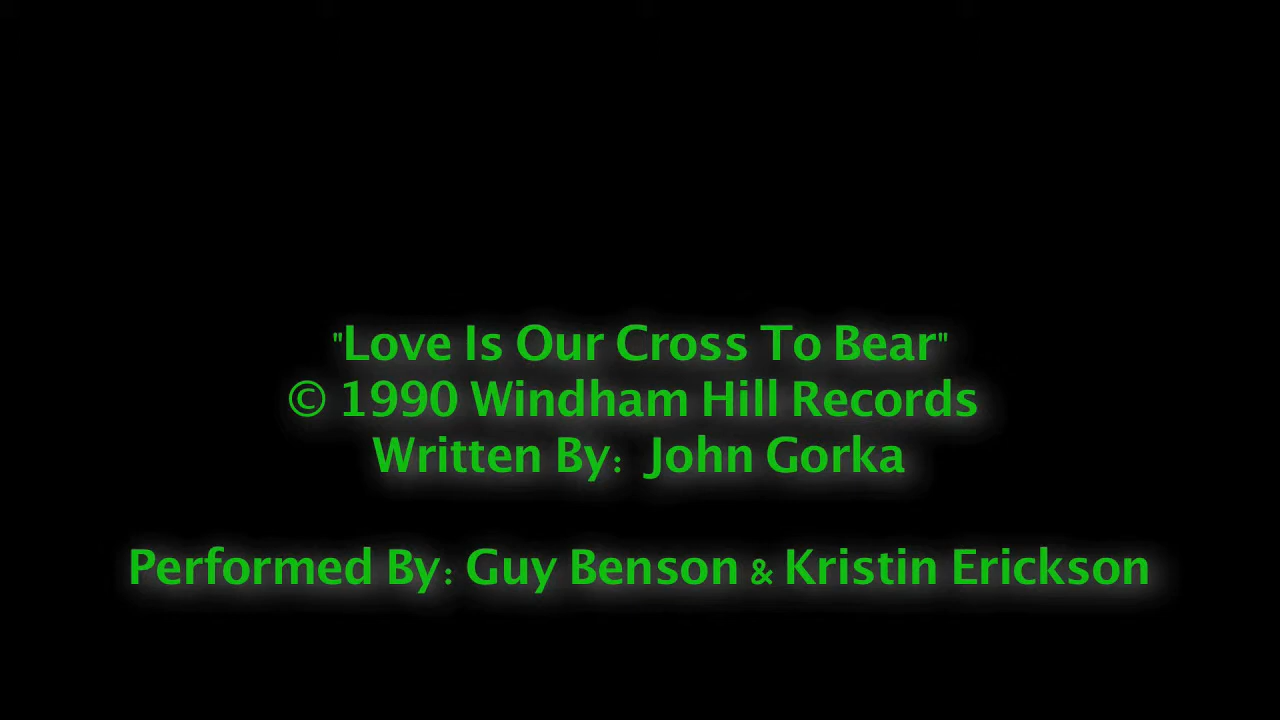 "Love Is Our Cross To Bear"
© 1990 Windham Hill Records
Written By:  John Gorka
Performed By: Guy Benson & Kristin Erickson